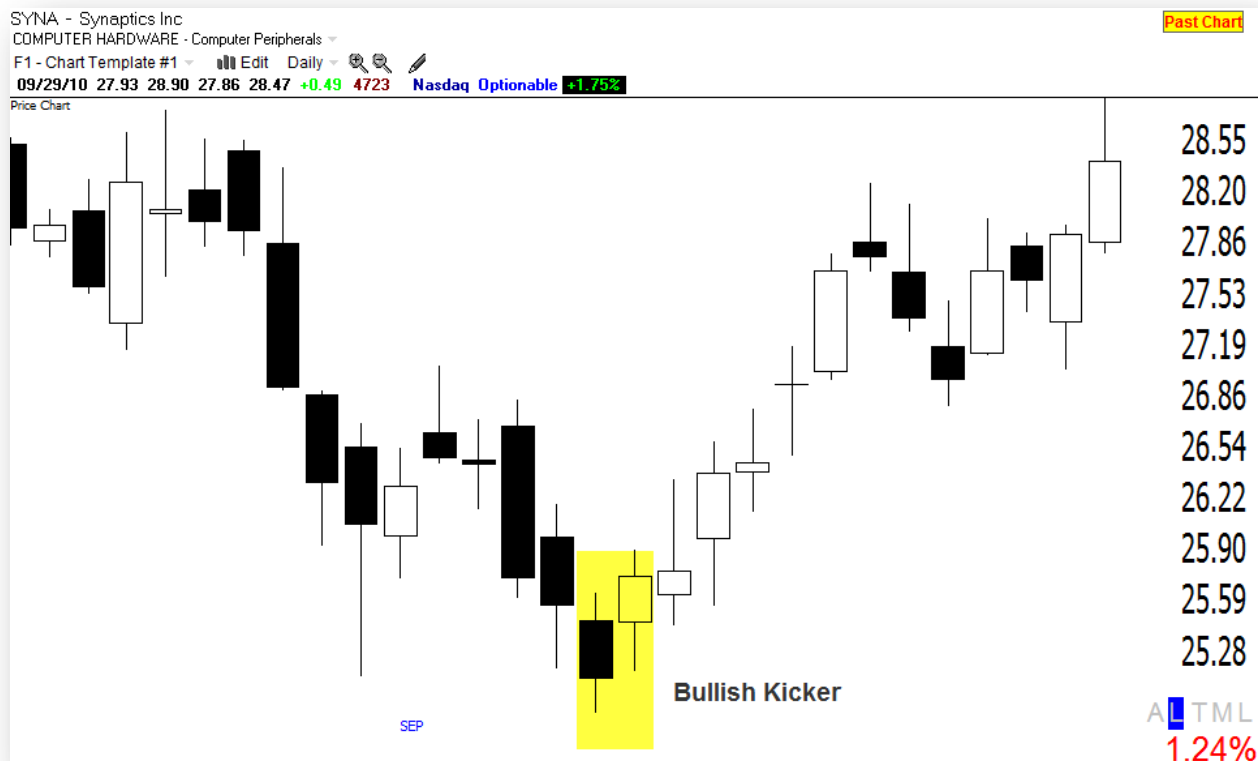 SYNA - Synaptics Inc
Past Chart
COMPUTER HARDWARE - Computer Peripherals
F1 - Chart Template #1 Edit Daily
09/29/10 27.93 28.90 27.86 28.47 +0.49 4723 Nasdaq Optionable +1.75%
Price Chart
28.55
28.20
27.86
27.53
27.19
26.86
26.54
26.22
25.90
25.59
25.28
Bullish Kicker
SEP
A L T M L
1.24%